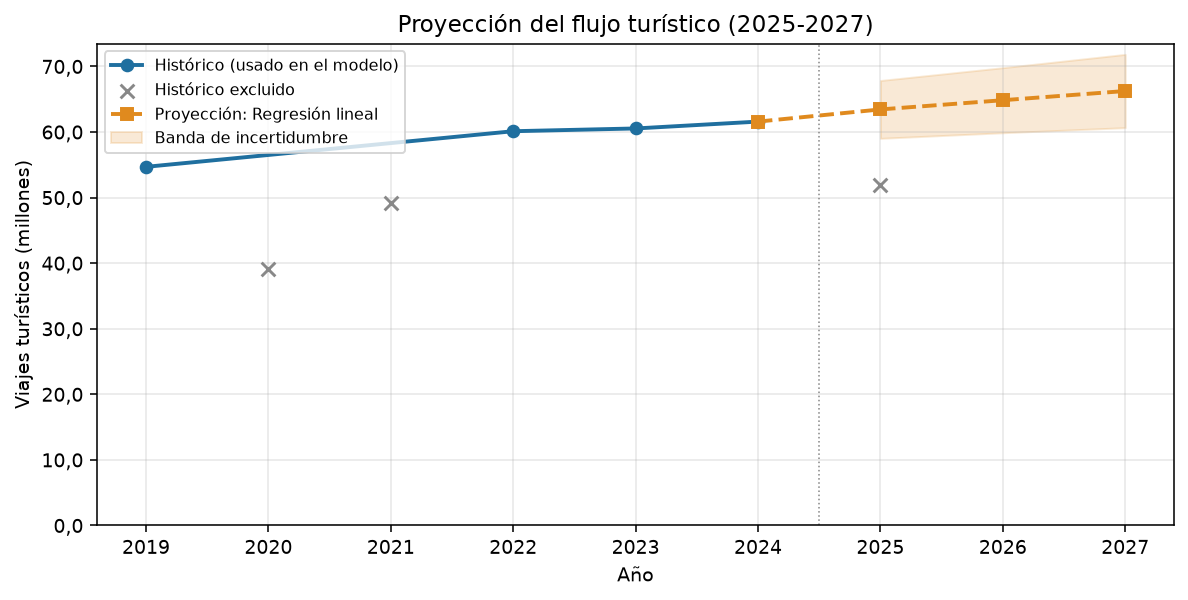 Proyección del flujo turístico (2025-2027)
Histórico (usado en el modelo)
Histórico excluido
Proyección: Regresión lineal
Banda de incertidumbre
Viajes turísticos (millones)
70,0
60,0
50,0
40,0
30,0
20,0
10,0
0,0
2019 2020 2021 2022 2023 2024 2025 2026 2027
Año